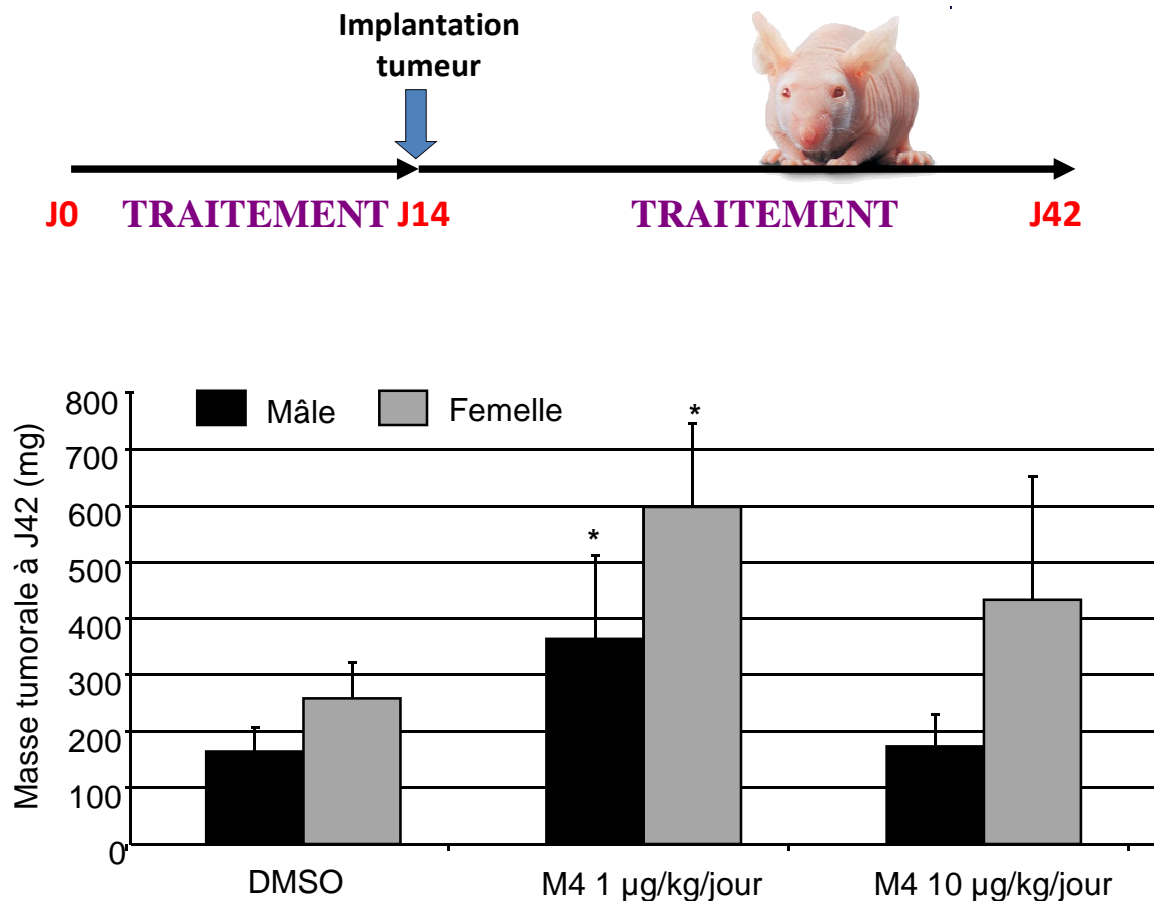 Implantation
tumeur
J0 TRAITEMENT J14 TRAITEMENT J42
Masse tumorale à J42 (mg)
800
700
600
500
400
300
200
100
0
Mâle Femelle
*
*
DMSO M4 1 µg/kg/jour M4 10 µg/kg/jour